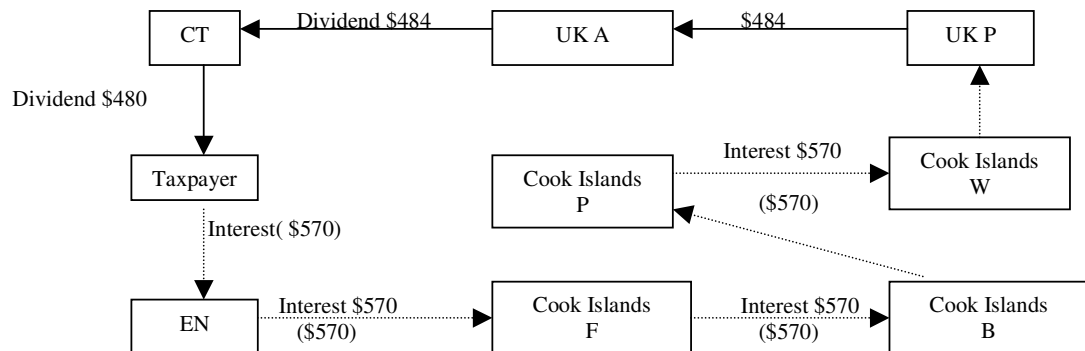 Dividend $484
$484
CT
UK A
UK P
Dividend $480
Interest $570
Cook Islands
W
Taxpayer
Cook Islands
P
($570)
Interest( $570)
Interest $570
($570)
Interest $570
($570)
EN
Cook Islands
F
Cook Islands
B